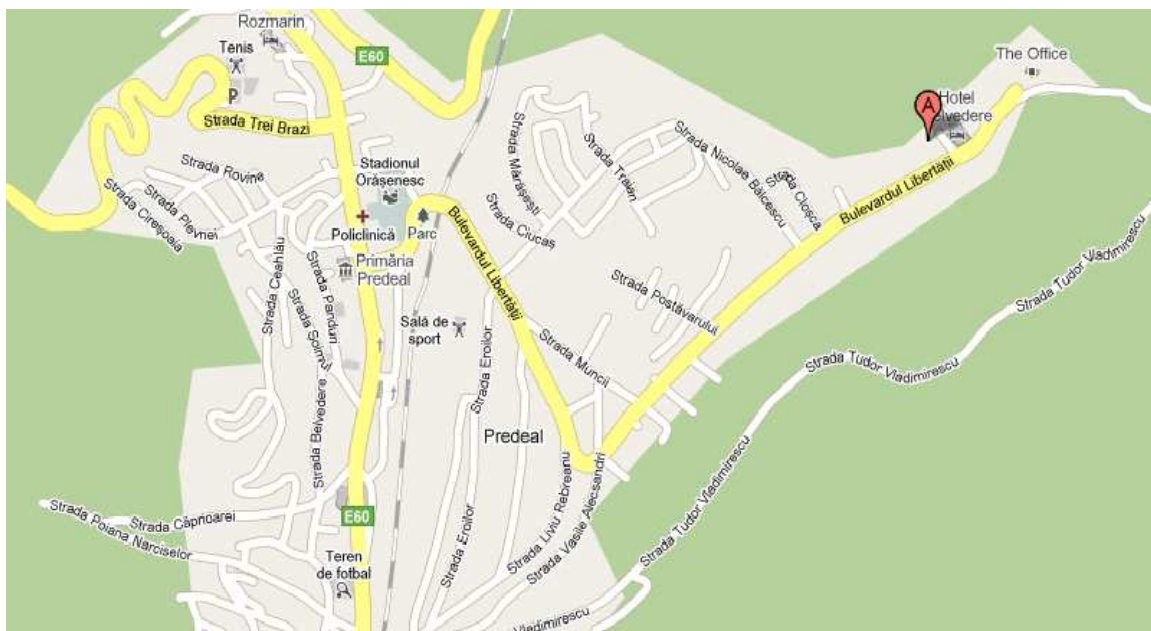 Rozmarin
E60
Tenis
P
Strada Trei Brazi
The Office
A
Hotel
Belvedere
Strada Rovine
Stadionul
Orășenesc
Strada Mărășești
Strada Traian
Strada Nicolae Bălcescu
Strada Cloșca
Bulevardul Libertății
Strada Plevnei
Strada Cireșoaia
Policlinică
Parc
Bulevardul Libertății
Strada Ciucaș
Primăria
Predeal
Strada Ceahlău
Strada Panduri
Strada Șoimul
Sală de
sport
Strada Eroilor
Strada Postăvarului
Strada Muncii
Strada Tudor Vladimirescu
Strada Tudor Vladimirescu
Strada Belvedere
Predeal
Strada Tudor Vladimirescu
Strada Căprioarei
Strada Poiana Narciselor
E60
Strada Eroilor
Strada Liviu Rebreanu
Strada Vasile Alecsandri
Strada Tudor Vladimirescu
Teren
de fotbal
Vladimirescu